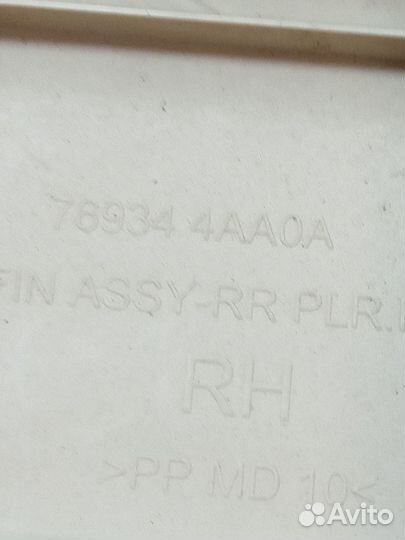 76934 4AA0A
FIN ASSY-RR PLR.
RH
>PP MD 10<
Avito